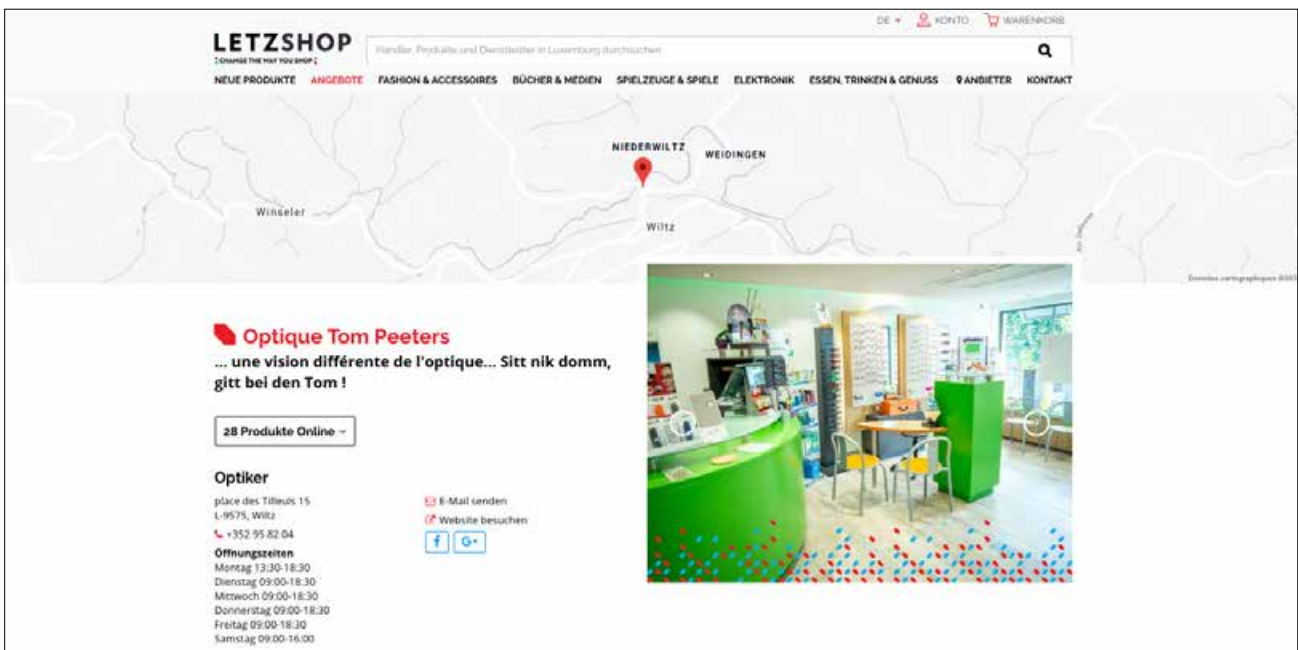 DE
KONTO
WARENKORB
LETZSHOP
CHANGE THE WAY YOU SHOP
Händler, Produkte und Dienstleister in Luxemburg durchsuchen
NEUE PRODUKTE ANGEBOTE FASHION & ACCESSOIRES BÜCHER & MEDIEN SPIELZEUGE & SPIELE ELEKTRONIK ESSEN, TRINKEN & GENUSS ANBIETER KONTAKT
NIEDERWILTZ
WEIDINGEN
Winseler
Wiltz
Données cartographiques
Optique Tom Peeters
... une vision différente de l'optique... Sitt nik domm,
gitt bei den Tom !
28 Produkte Online
Optiker
place des Tilleuls 15
L-9575, Wiltz
+352 95 82 04
E-Mail senden
Website besuchen
f G+
Öffnungszeiten
Montag 13:30-18:30
Dienstag 09:00-18:30
Mittwoch 09:00-18:30
Donnerstag 09:00-18:30
Freitag 09:00-18:30
Samstag 09:00-16:00